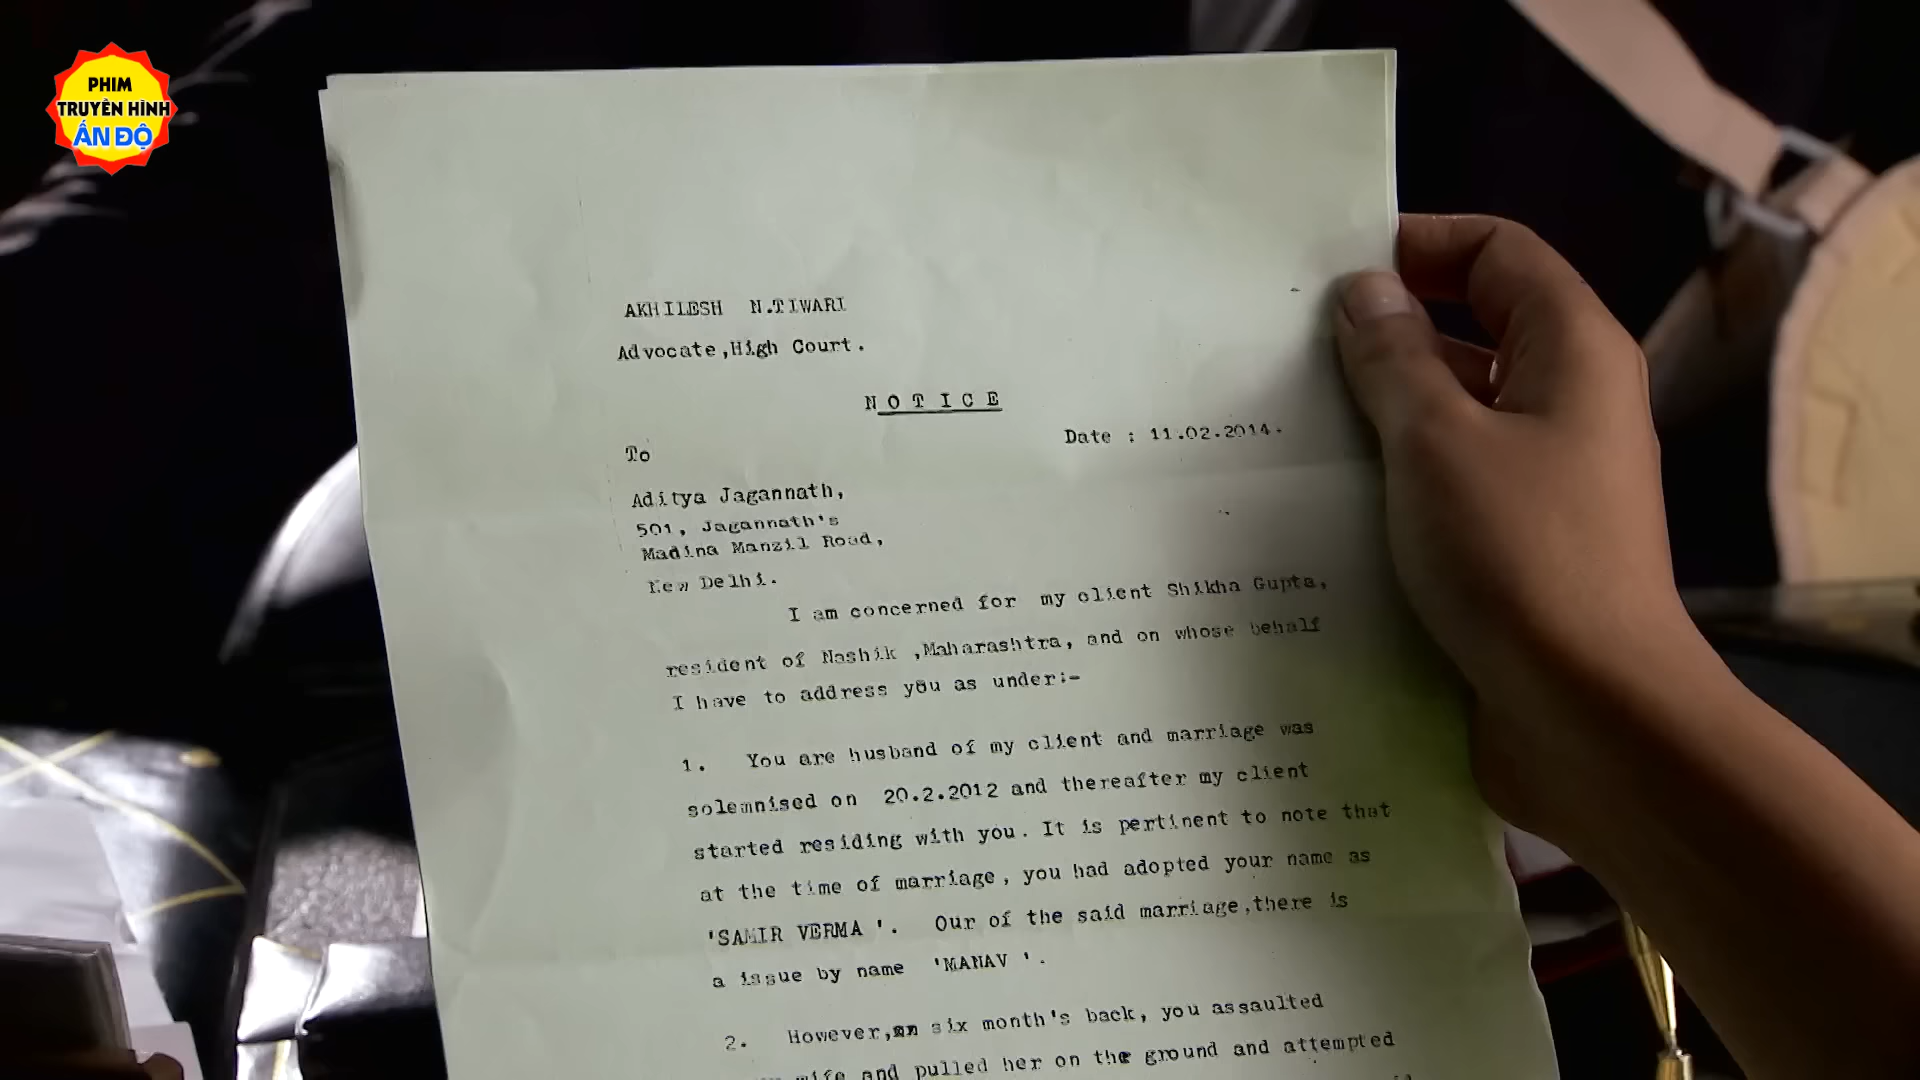 PHIM
TRUYỀN HÌNH
ẤN ĐỘ
AKHILESH N.TIWARI
Advocate,High Court.
NOTICE
Date : 11.02.2014.
To
Aditya Jagannath,
501, Jagannath's
Madina Manzil Road,
New Delhi.
I am concerned for my client Shikha Gupta,
resident of Nashik ,Maharashtra, and on whose behalf
I have to address you as under:-
1. You are husband of my client and marriage was
solemnised on 20.2.2012 and thereafter my client
started residing with you. It is pertinent to note that
at the time of marriage, you had adopted your name as
'SAMIR VERMA '. Our of the said marriage,there is
a issue by name 'MANAV '.
2. However, six month's back, you assaulted
wife and pulled her on the ground and attempted